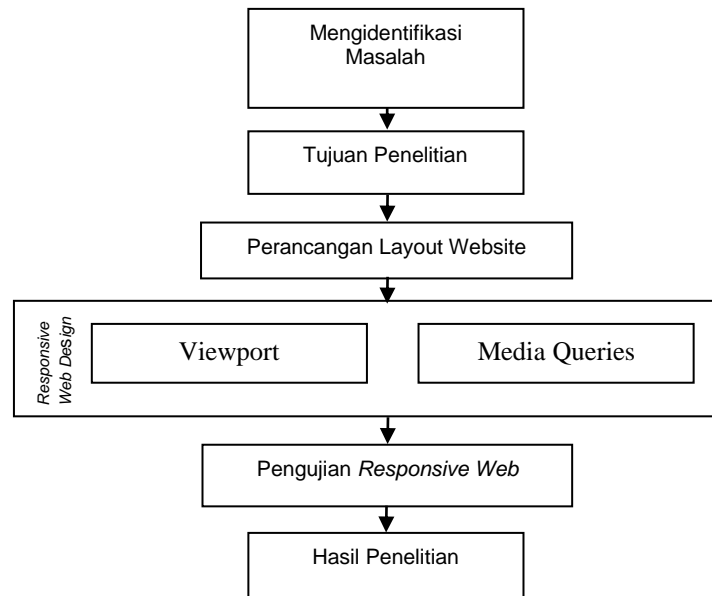 Mengidentifikasi
Masalah
Tujuan Penelitian
Perancangan Layout Website
Responsive
Web Design
Viewport
Media Queries
Pengujian Responsive Web
Hasil Penelitian